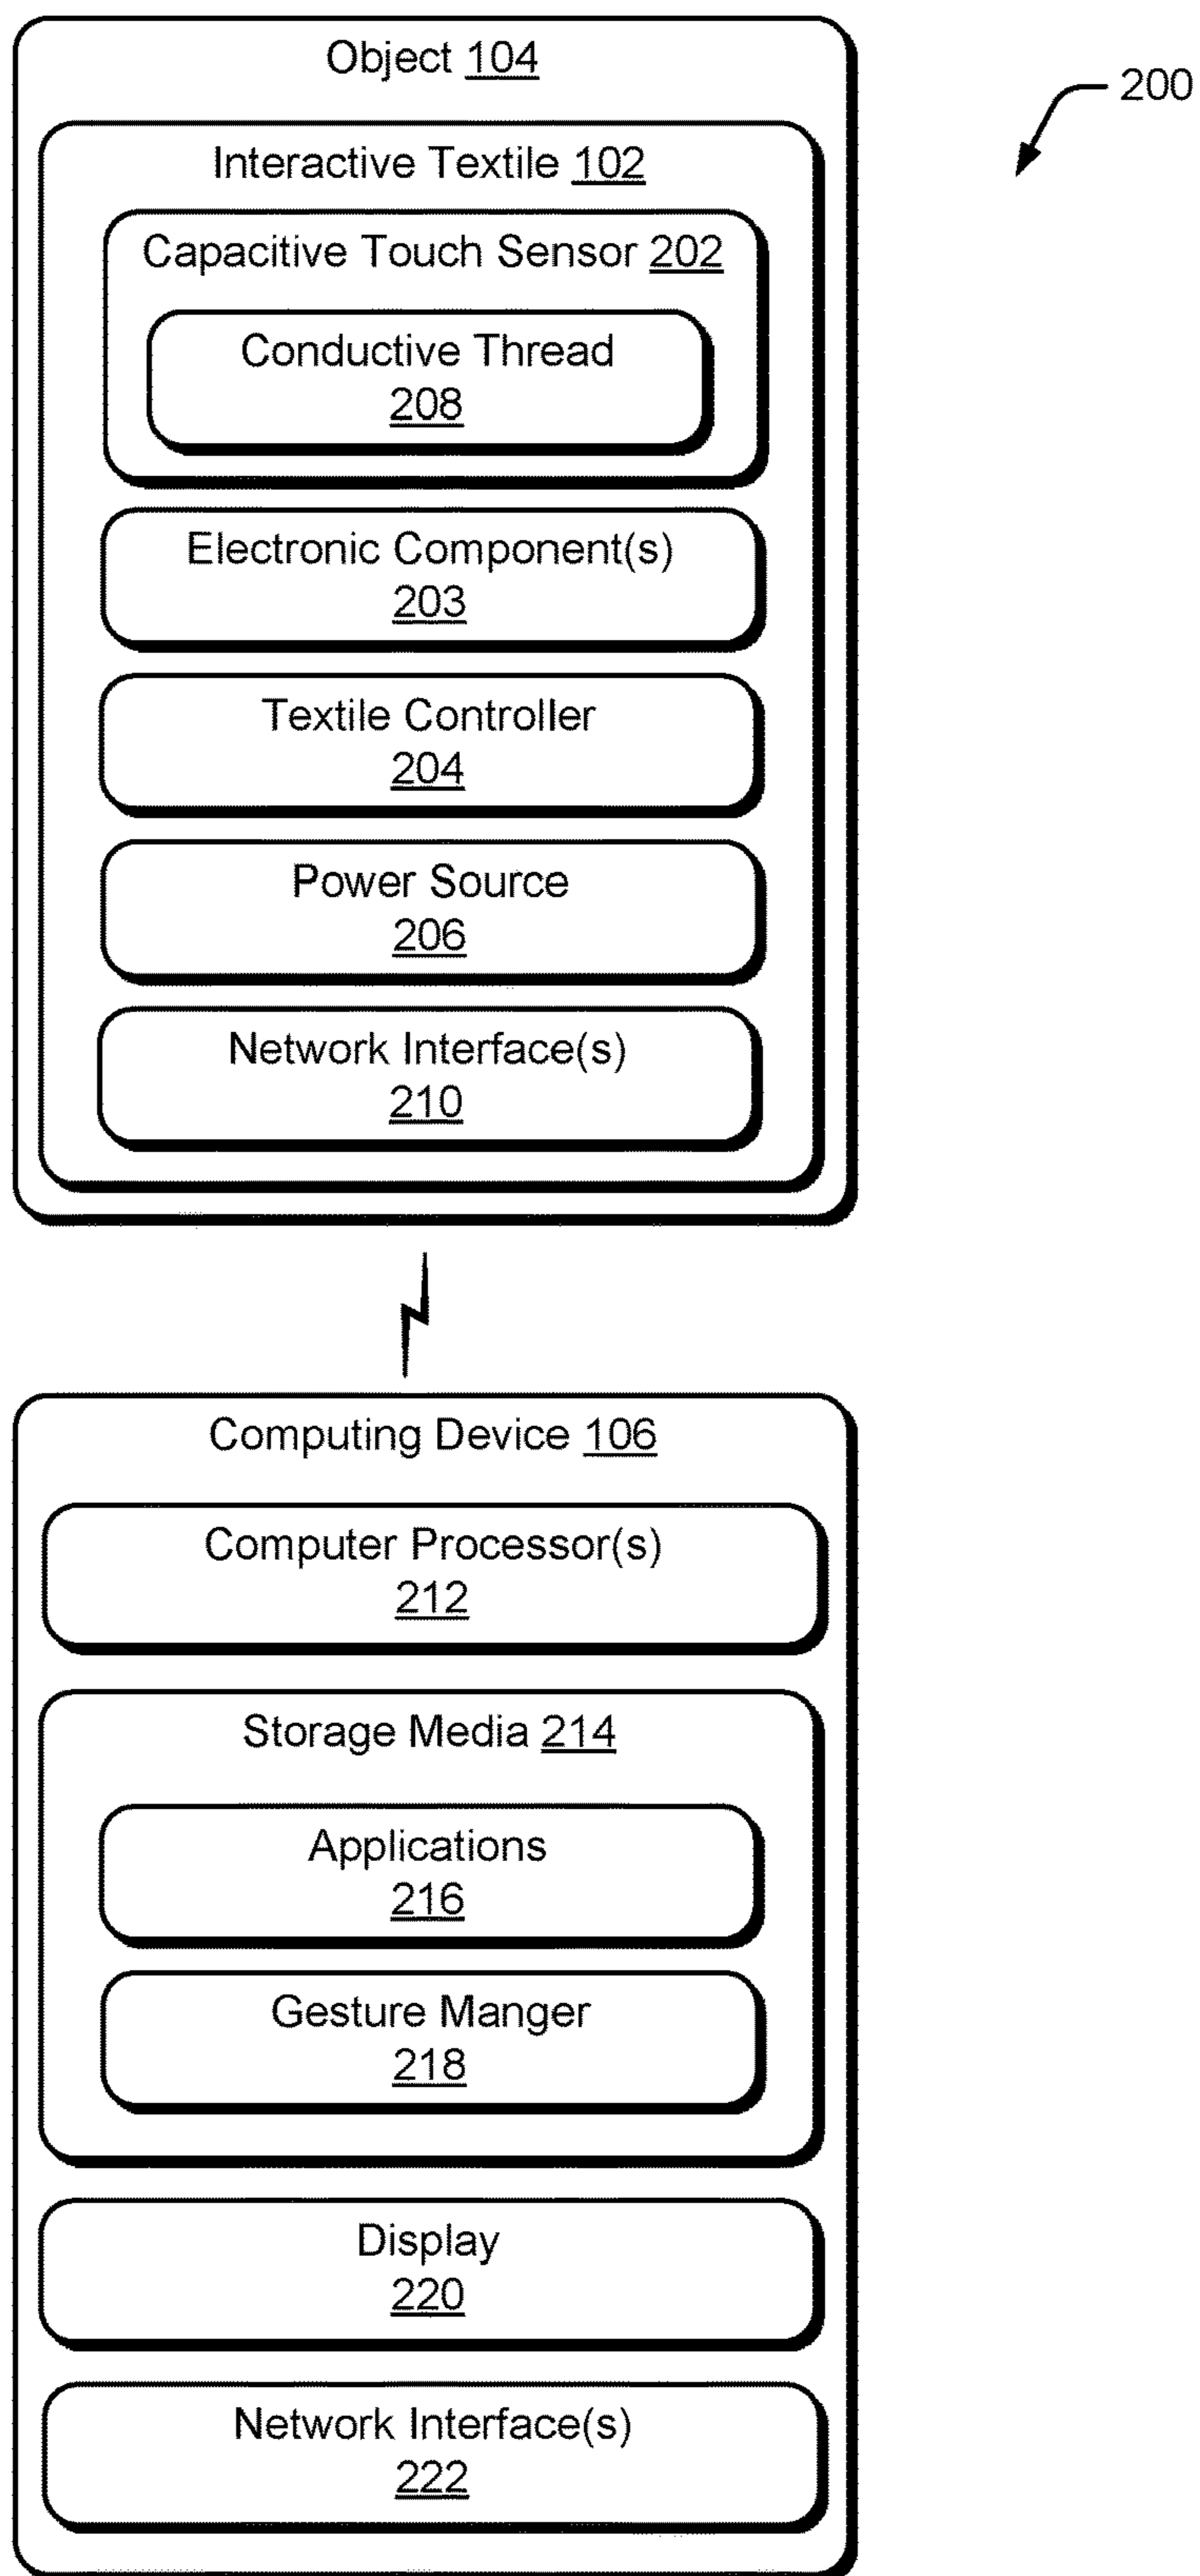 Object 104
200
Interactive Textile 102
Capacitive Touch Sensor 202
Conductive Thread
208
Electronic Component(s)
203
Textile Controller
204
Power Source
206
Network Interface(s)
210
Computing Device 106
Computer Processor(s)
212
Storage Media 214
Applications
216
Gesture Manger
218
Display
220
Network Interface(s)
222